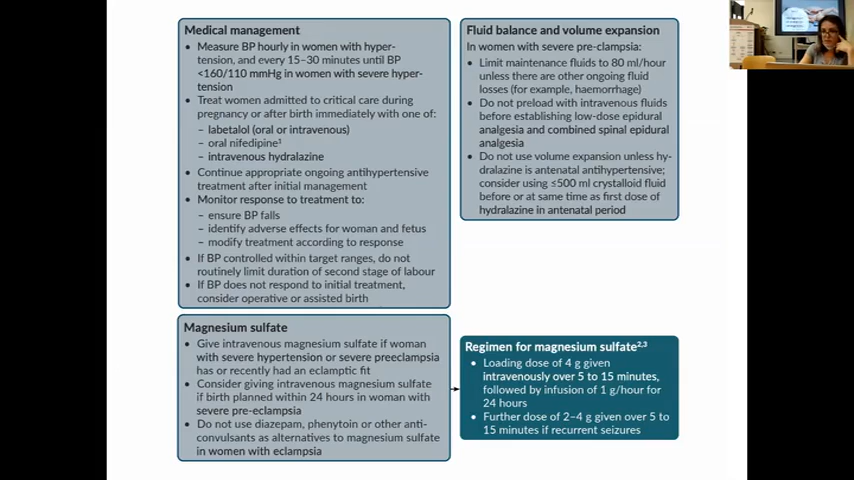 Medical management
• Measure BP hourly in women with hyper-
tension, and every 15–30 minutes until BP
<160/110 mmHg in women with severe hyper-
tension
• Treat women admitted to critical care during
pregnancy or after birth immediately with one of:
– labetalol (oral or intravenous)
– oral nifedipine¹
– intravenous hydralazine
• Continue appropriate ongoing antihypertensive
treatment after initial management
• Monitor response to treatment to:
– ensure BP falls
– identify adverse effects for woman and fetus
– modify treatment according to response
• If BP controlled within target ranges, do not
routinely limit duration of second stage of labour
• If BP does not respond to initial treatment,
consider operative or assisted birth
Fluid balance and volume expansion
In women with severe pre-clampsia:
• Limit maintenance fluids to 80 ml/hour
unless there are other ongoing fluid
losses (for example, haemorrhage)
• Do not preload with intravenous fluids
before establishing low-dose epidural
analgesia and combined spinal epidural
analgesia
• Do not use volume expansion unless hy-
dralazine is antenatal antihypertensive;
consider using ≤500 ml crystalloid fluid
before or at same time as first dose of
hydralazine in antenatal period
Magnesium sulfate
• Give intravenous magnesium sulfate if woman
with severe hypertension or severe preeclampsia
has or recently had an eclamptic fit
• Consider giving intravenous magnesium sulfate
if birth planned within 24 hours in woman with
severe pre-eclampsia
• Do not use diazepam, phenytoin or other anti-
convulsants as alternatives to magnesium sulfate
in women with eclampsia
Regimen for magnesium sulfate²,³
• Loading dose of 4 g given
intravenously over 5 to 15 minutes,
followed by infusion of 1 g/hour for
24 hours
• Further dose of 2–4 g given over 5 to
15 minutes if recurrent seizures